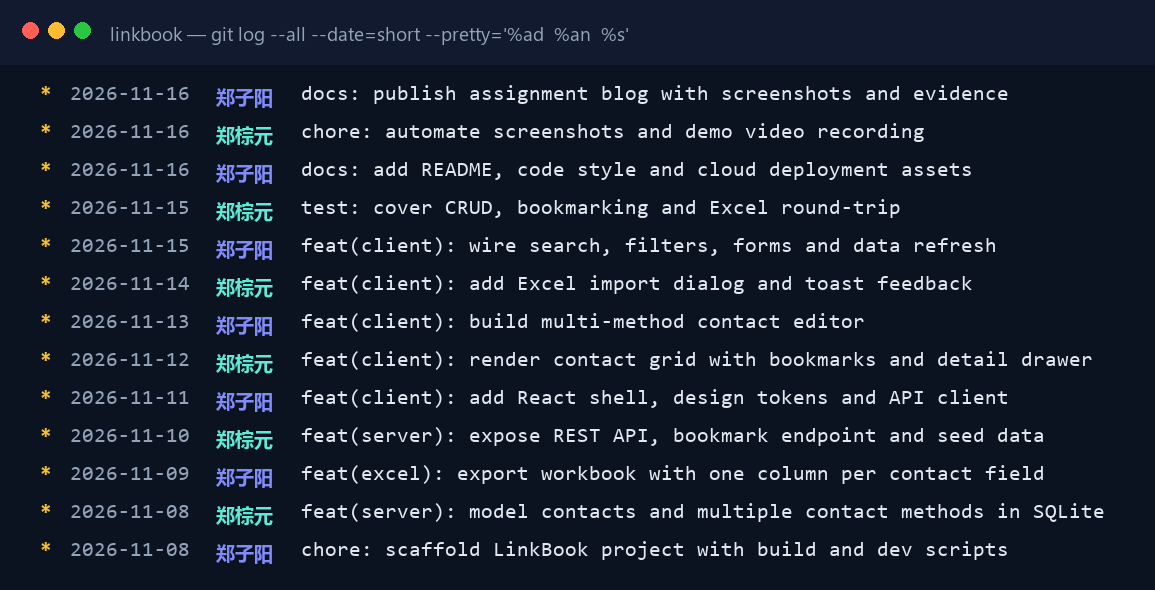 linkbook — git log --all --date=short --pretty='%ad %an %s'
* 2026-11-16 郑子阳 docs: publish assignment blog with screenshots and evidence
* 2026-11-16 郑棕元 chore: automate screenshots and demo video recording
* 2026-11-16 郑子阳 docs: add README, code style and cloud deployment assets
* 2026-11-15 郑棕元 test: cover CRUD, bookmarking and Excel round-trip
* 2026-11-15 郑子阳 feat(client): wire search, filters, forms and data refresh
* 2026-11-14 郑棕元 feat(client): add Excel import dialog and toast feedback
* 2026-11-13 郑子阳 feat(client): build multi-method contact editor
* 2026-11-12 郑棕元 feat(client): render contact grid with bookmarks and detail drawer
* 2026-11-11 郑子阳 feat(client): add React shell, design tokens and API client
* 2026-11-10 郑棕元 feat(server): expose REST API, bookmark endpoint and seed data
* 2026-11-09 郑子阳 feat(excel): export workbook with one column per contact field
* 2026-11-08 郑棕元 feat(server): model contacts and multiple contact methods in SQLite
* 2026-11-08 郑子阳 chore: scaffold LinkBook project with build and dev scripts